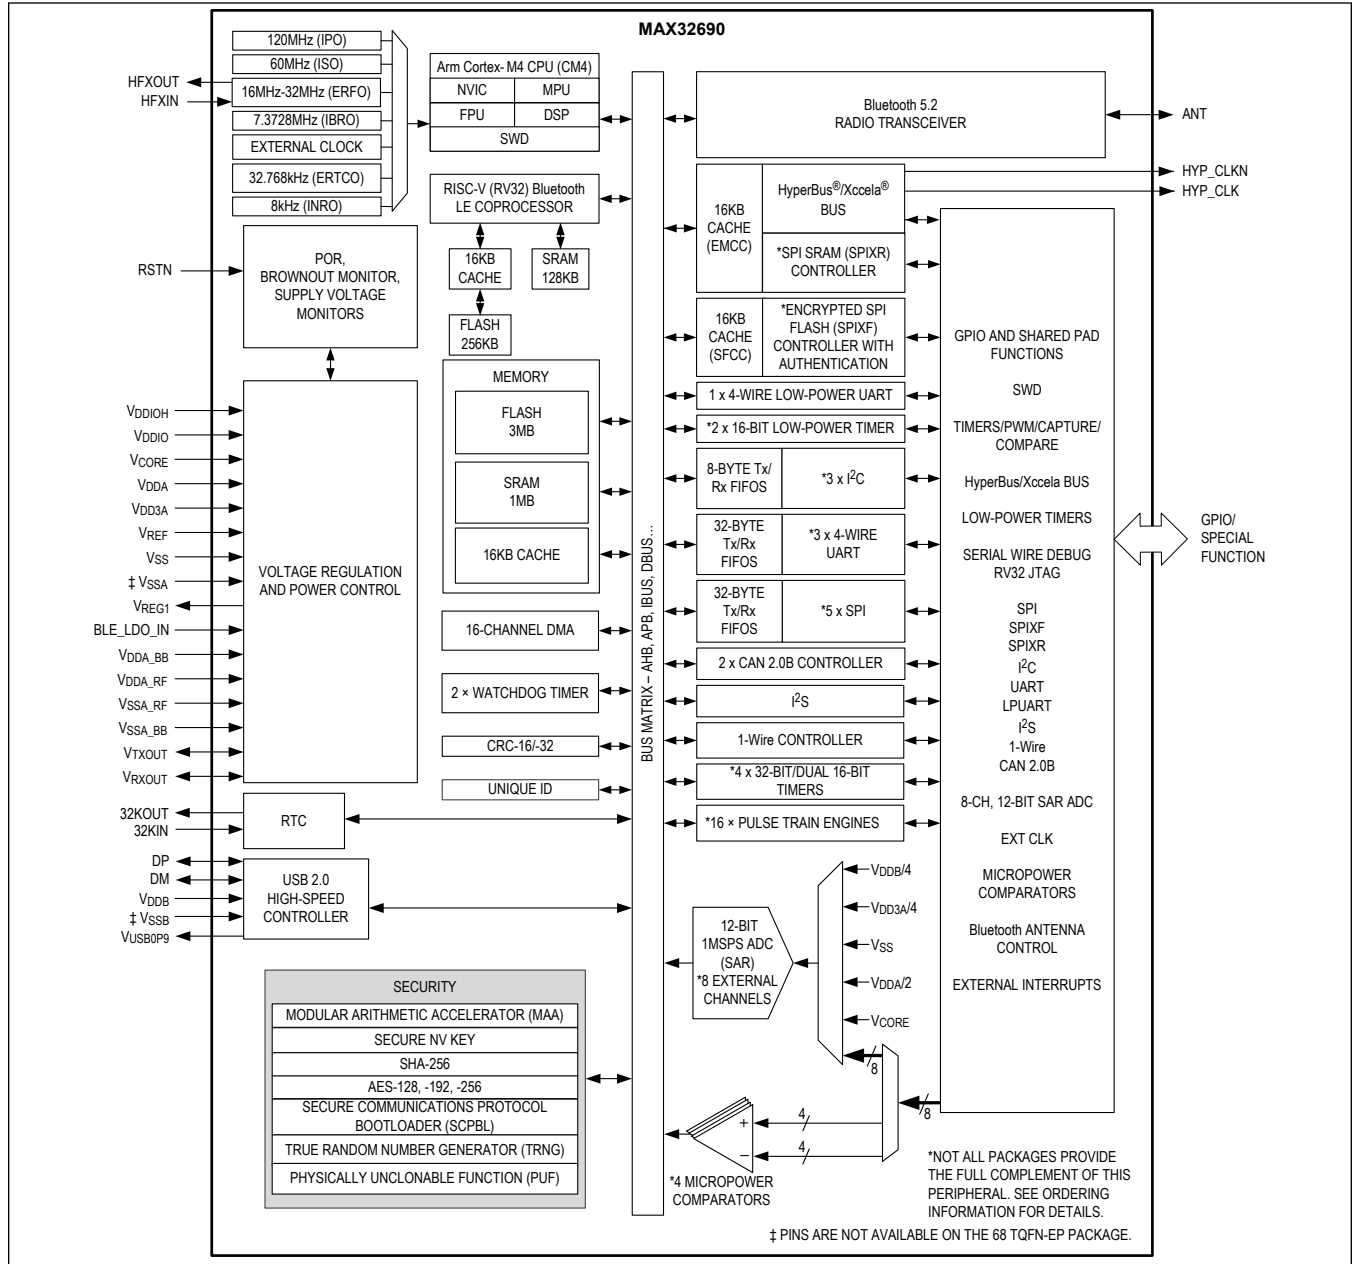 MAX32690
120MHz (IPO)
60MHz (ISO)
16MHz-32MHz (ERFO)
7.3728MHz (IBRO)
EXTERNAL CLOCK
32.768kHz (ERTCO)
8kHz (INRO)
HFXOUT
HFXIN
Arm Cortex- M4 CPU (CM4)
NVIC
MPU
FPU
DSP
SWD
RISC-V (RV32) Bluetooth
LE COPROCESSOR
16KB
CACHE
SRAM
128KB
FLASH
256KB
RSTN
POR,
BROWNOUT MONITOR,
SUPPLY VOLTAGE
MONITORS
MEMORY
FLASH
3MB
SRAM
1MB
16KB CACHE
VDDIOH
VDDIO
VCORE
VDDA
VDD3A
VREF
VSS
‡ VSSA
VREG1
BLE_LDO_IN
VDDA_BB
VDDA_RF
VSSA_RF
VSSA_BB
VTXOUT
VRXOUT
VOLTAGE REGULATION
AND POWER CONTROL
16-CHANNEL DMA
2 × WATCHDOG TIMER
CRC-16/-32
UNIQUE ID
32KOUT
32KIN
RTC
DP
DM
VDDB
‡ VSSB
VUSB0P9
USB 2.0
HIGH-SPEED
CONTROLLER
SECURITY
MODULAR ARITHMETIC ACCELERATOR (MAA)
SECURE NV KEY
SHA-256
AES-128, -192, -256
SECURE COMMUNICATIONS PROTOCOL
BOOTLOADER (SCPBL)
TRUE RANDOM NUMBER GENERATOR (TRNG)
PHYSICALLY UNCLONABLE FUNCTION (PUF)
BUS MATRIX – AHB, APB, IBUS, DBUS…
Bluetooth 5.2
RADIO TRANSCEIVER
ANT
16KB
CACHE
(EMCC)
HyperBus®/Xccela®
BUS
*SPI SRAM (SPIXR)
CONTROLLER
HYP_CLKN
HYP_CLK
16KB
CACHE
(SFCC)
*ENCRYPTED SPI
FLASH (SPIXF)
CONTROLLER WITH
AUTHENTICATION
1 x 4-WIRE LOW-POWER UART
*2 x 16-BIT LOW-POWER TIMER
8-BYTE Tx/
Rx FIFOS
*3 x I2C
32-BYTE
Tx/Rx
FIFOS
*3 x 4-WIRE
UART
32-BYTE
Tx/Rx
FIFOS
*5 x SPI
2 x CAN 2.0B CONTROLLER
I2S
1-Wire CONTROLLER
*4 x 32-BIT/DUAL 16-BIT
TIMERS
*16 × PULSE TRAIN ENGINES
12-BIT
1MSPS ADC
(SAR)
*8 EXTERNAL
CHANNELS
VDDB/4
VDD3A/4
VSS
VDDA/2
VCORE
8
8
4
4
+
–
*4 MICROPOWER
COMPARATORS
GPIO AND SHARED PAD
FUNCTIONS
SWD
TIMERS/PWM/CAPTURE/
COMPARE
HyperBus/Xccela BUS
LOW-POWER TIMERS
SERIAL WIRE DEBUG
RV32 JTAG
SPI
SPIXF
SPIXR
I2C
UART
LPUART
I2S
1-Wire
CAN 2.0B
8-CH, 12-BIT SAR ADC
EXT CLK
MICROPOWER
COMPARATORS
Bluetooth ANTENNA
CONTROL
EXTERNAL INTERRUPTS
GPIO/
SPECIAL
FUNCTION
*NOT ALL PACKAGES PROVIDE
THE FULL COMPLEMENT OF THIS
PERIPHERAL. SEE ORDERING
INFORMATION FOR DETAILS.
‡ PINS ARE NOT AVAILABLE ON THE 68 TQFN-EP PACKAGE.